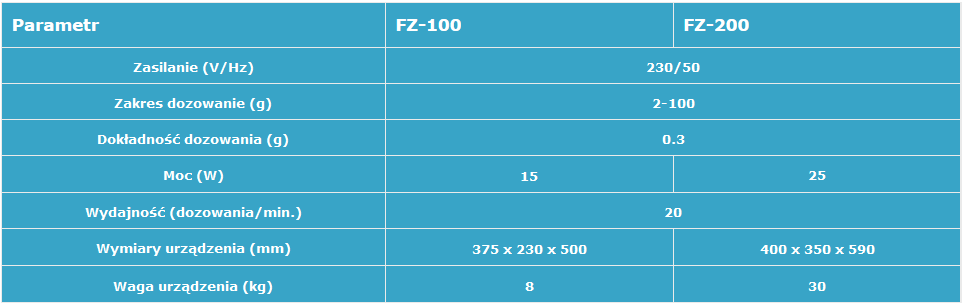 Parametr FZ-100 FZ-200
Zasilanie (V/Hz) 230/50
Zakres dozowanie (g) 2-100
Dokładność dozowania (g) 0.3
Moc (W) 15 25
Wydajność (dozowania/min.) 20
Wymiary urządzenia (mm) 375 x 230 x 500 400 x 350 x 590
Waga urządzenia (kg) 8 30